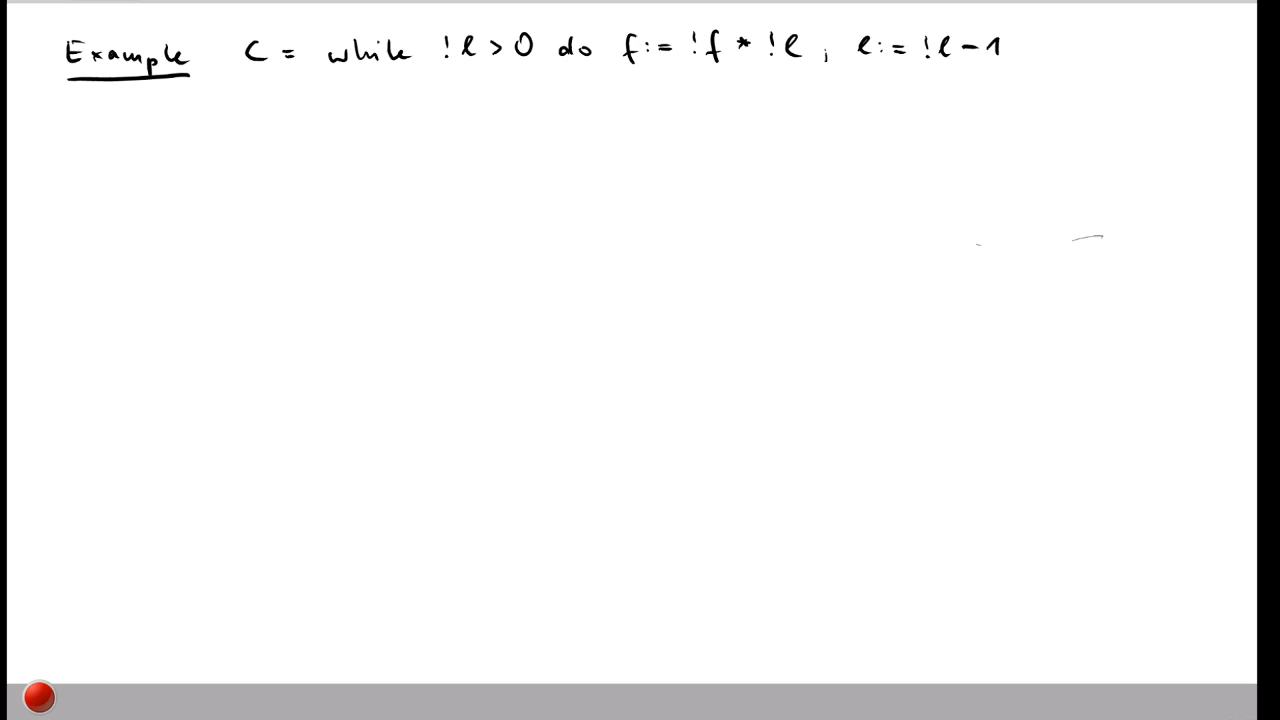 Example C = while !l > 0 do f := !f * !l ; l := !l - 1